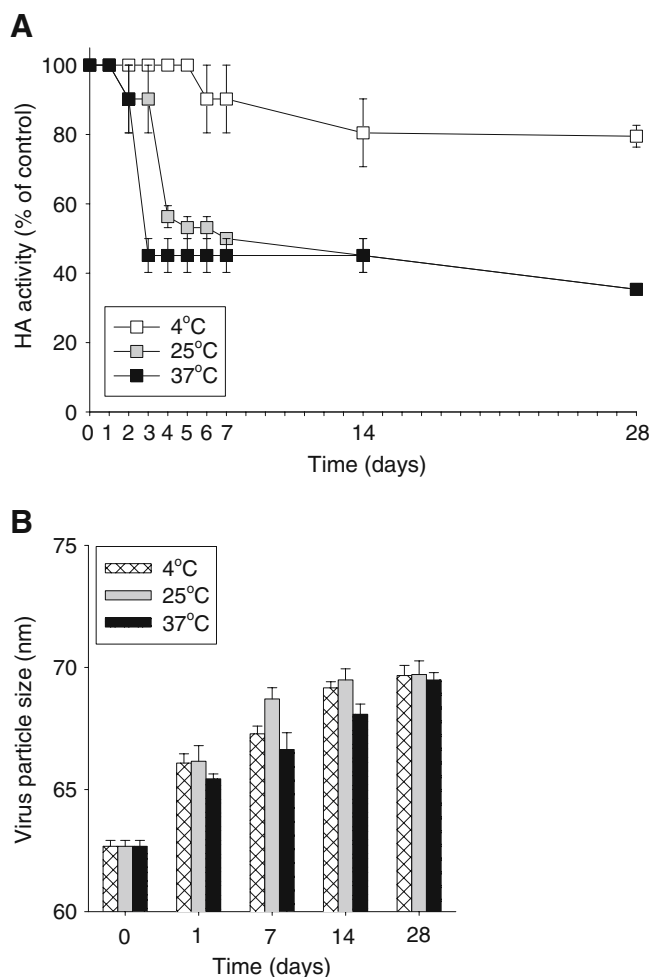 A
HA activity (% of control)
100
80
60
40
20
0
4°C
25°C
37°C
0 1 2 3 4 5 6 7 14 28
Time (days)
B
Virus particle size (nm)
75
70
65
60
4°C
25°C
37°C
0 1 7 14 28
Time (days)